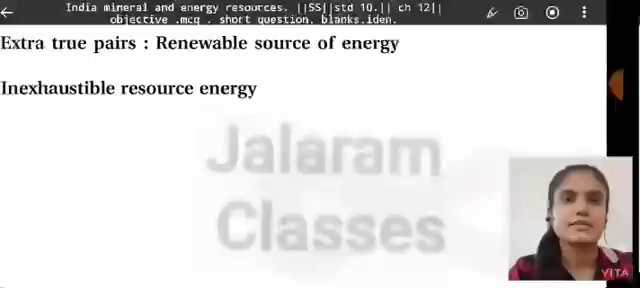 India mineral and energy resources. ||SS||std 10.|| ch 12||
objective .mcq . short question. blanks.iden.
Extra true pairs : Renewable source of energy
Inexhaustible resource energy
Jalaram
Classes
VITA